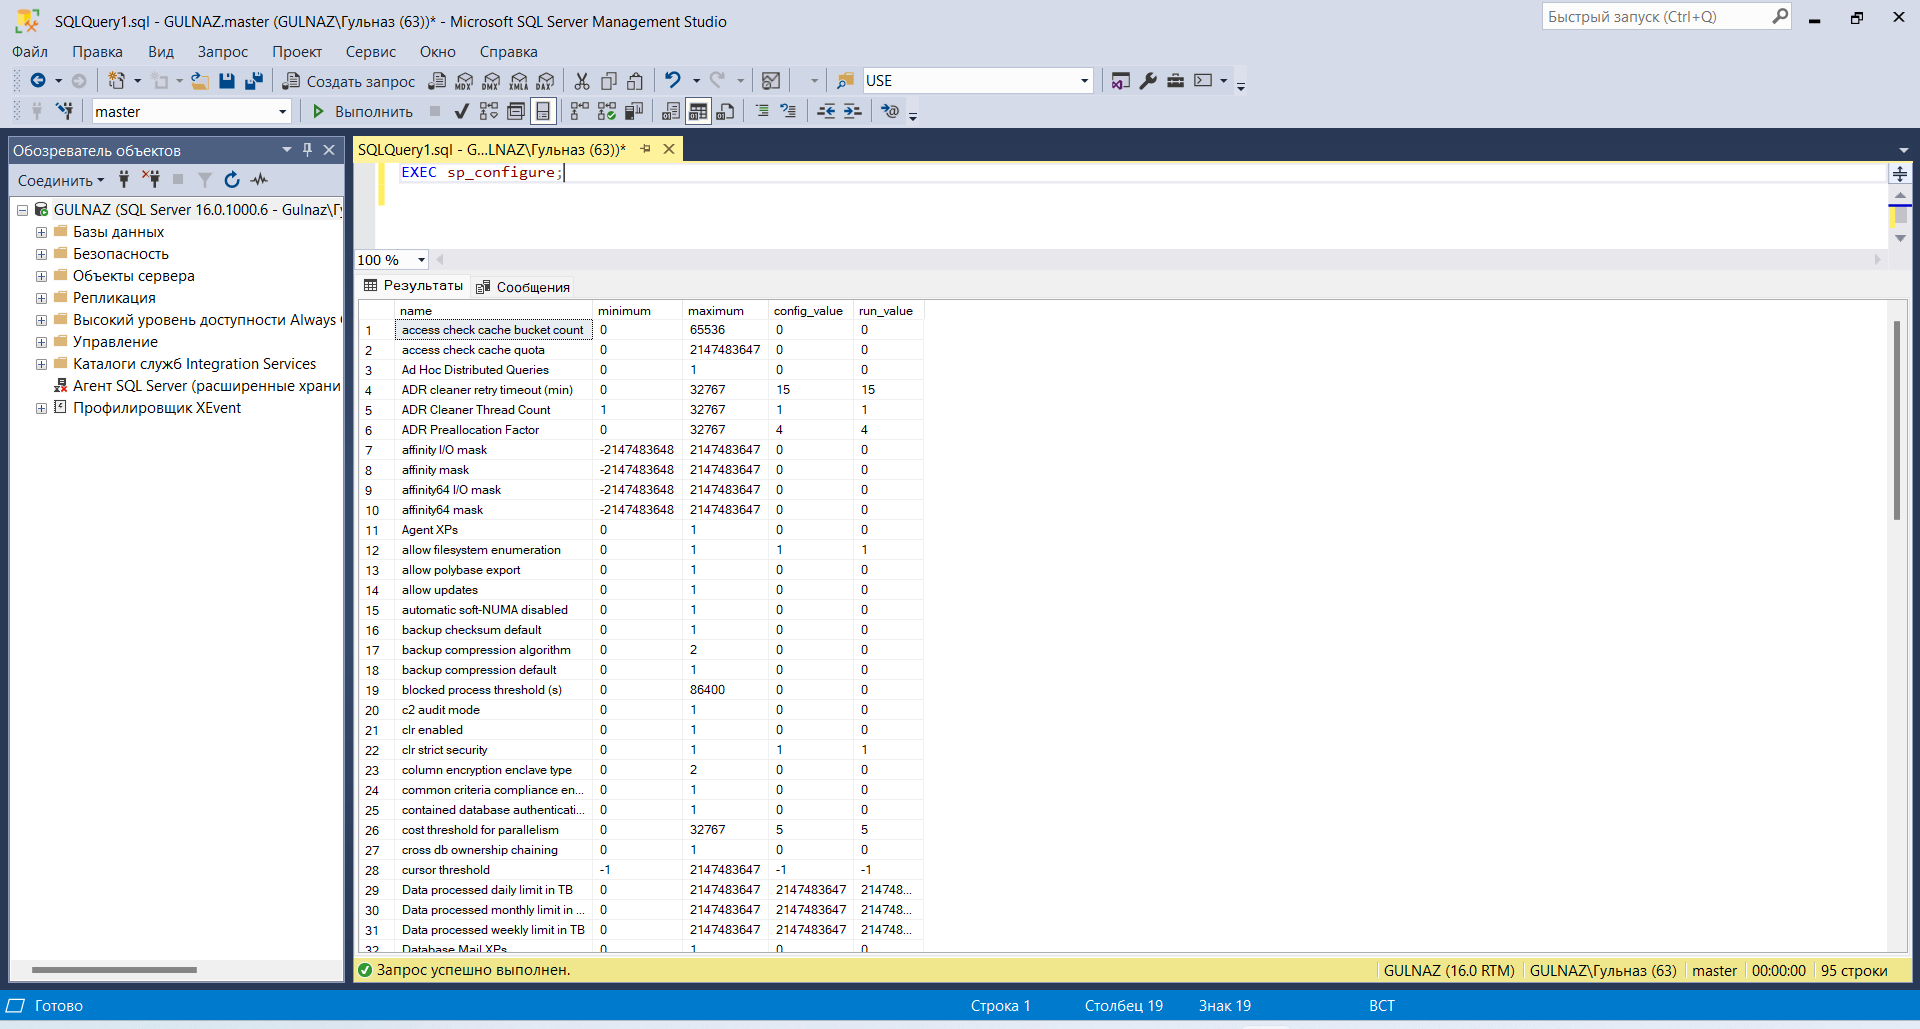 SQLQuery1.sql - GULNAZ.master (GULNAZ\Гульназ (63))* - Microsoft SQL Server Management Studio
Быстрый запуск (Ctrl+Q)
Файл Правка Вид Запрос Проект Сервис Окно Справка
Создать запрос MDX DMX XMLA DAX USE
master Выполнить
Обозреватель объектов
SQLQuery1.sql - G...LNAZ\Гульназ (63))*
Соединить
EXEC sp_configure;
GULNAZ (SQL Server 16.0.1000.6 - Gulnaz\Гу
Базы данных
Безопасность
Объекты сервера
Репликация
Высокий уровень доступности Always
Управление
Каталоги служб Integration Services
Агент SQL Server (расширенные храни
Профилировщик XEvent
100 %
Результаты Сообщения
name minimum maximum config_value run_value
1 access check cache bucket count 0 65536 0 0
2 access check cache quota 0 2147483647 0 0
3 Ad Hoc Distributed Queries 0 1 0 0
4 ADR cleaner retry timeout (min) 0 32767 15 15
5 ADR Cleaner Thread Count 1 32767 1 1
6 ADR Preallocation Factor 0 32767 4 4
7 affinity I/O mask -2147483648 2147483647 0 0
8 affinity mask -2147483648 2147483647 0 0
9 affinity64 I/O mask -2147483648 2147483647 0 0
10 affinity64 mask -2147483648 2147483647 0 0
11 Agent XPs 0 1 0 0
12 allow filesystem enumeration 0 1 1 1
13 allow polybase export 0 1 0 0
14 allow updates 0 1 0 0
15 automatic soft-NUMA disabled 0 1 0 0
16 backup checksum default 0 1 0 0
17 backup compression algorithm 0 2 0 0
18 backup compression default 0 1 0 0
19 blocked process threshold (s) 0 86400 0 0
20 c2 audit mode 0 1 0 0
21 clr enabled 0 1 0 0
22 clr strict security 0 1 1 1
23 column encryption enclave type 0 2 0 0
24 common criteria compliance en... 0 1 0 0
25 contained database authenticati... 0 1 0 0
26 cost threshold for parallelism 0 32767 5 5
27 cross db ownership chaining 0 1 0 0
28 cursor threshold -1 2147483647 -1 -1
29 Data processed daily limit in TB 0 2147483647 2147483647 214748...
30 Data processed monthly limit in ... 0 2147483647 2147483647 214748...
31 Data processed weekly limit in TB 0 2147483647 2147483647 214748...
32 Database Mail XPs 0 1 0 0
Запрос успешно выполнен. GULNAZ (16.0 RTM) GULNAZ\Гульназ (63) master 00:00:00 95 строки
Готово Строка 1 Столбец 19 Знак 19 ВСТ